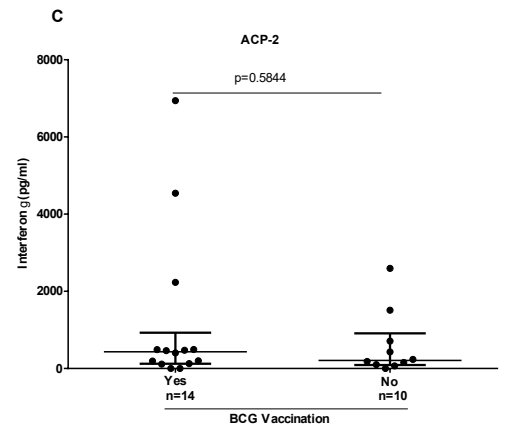 C
ACP-2
8000
p=0.5844
6000
4000
2000
0
Interferon g(pg/ml)
Yes No
n=14 n=10
BCG Vaccination